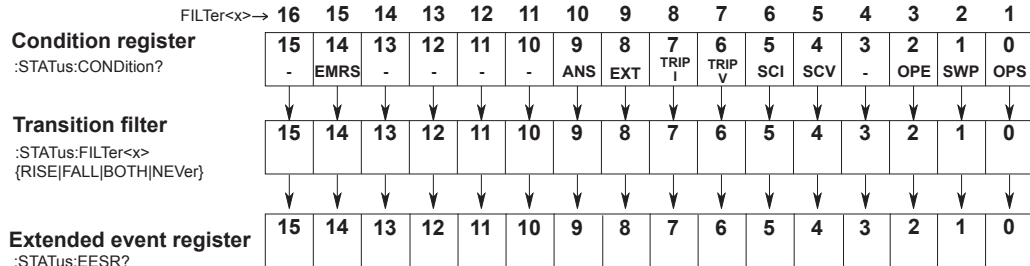 FILTer<x>→ 16 15 14 13 12 11 10 9 8 7 6 5 4 3 2 1
Condition register
:STATus:CONDition?
15 14 13 12 11 10 9 8 7 6 5 4 3 2 1 0
- EMRS - - - - ANS EXT TRIP I TRIP V SCI SCV - OPE SWP OPS
Transition filter
:STATus:FILTer<x>
{RISE|FALL|BOTH|NEVer}
15 14 13 12 11 10 9 8 7 6 5 4 3 2 1 0
Extended event register
:STATus:EESR?
15 14 13 12 11 10 9 8 7 6 5 4 3 2 1 0